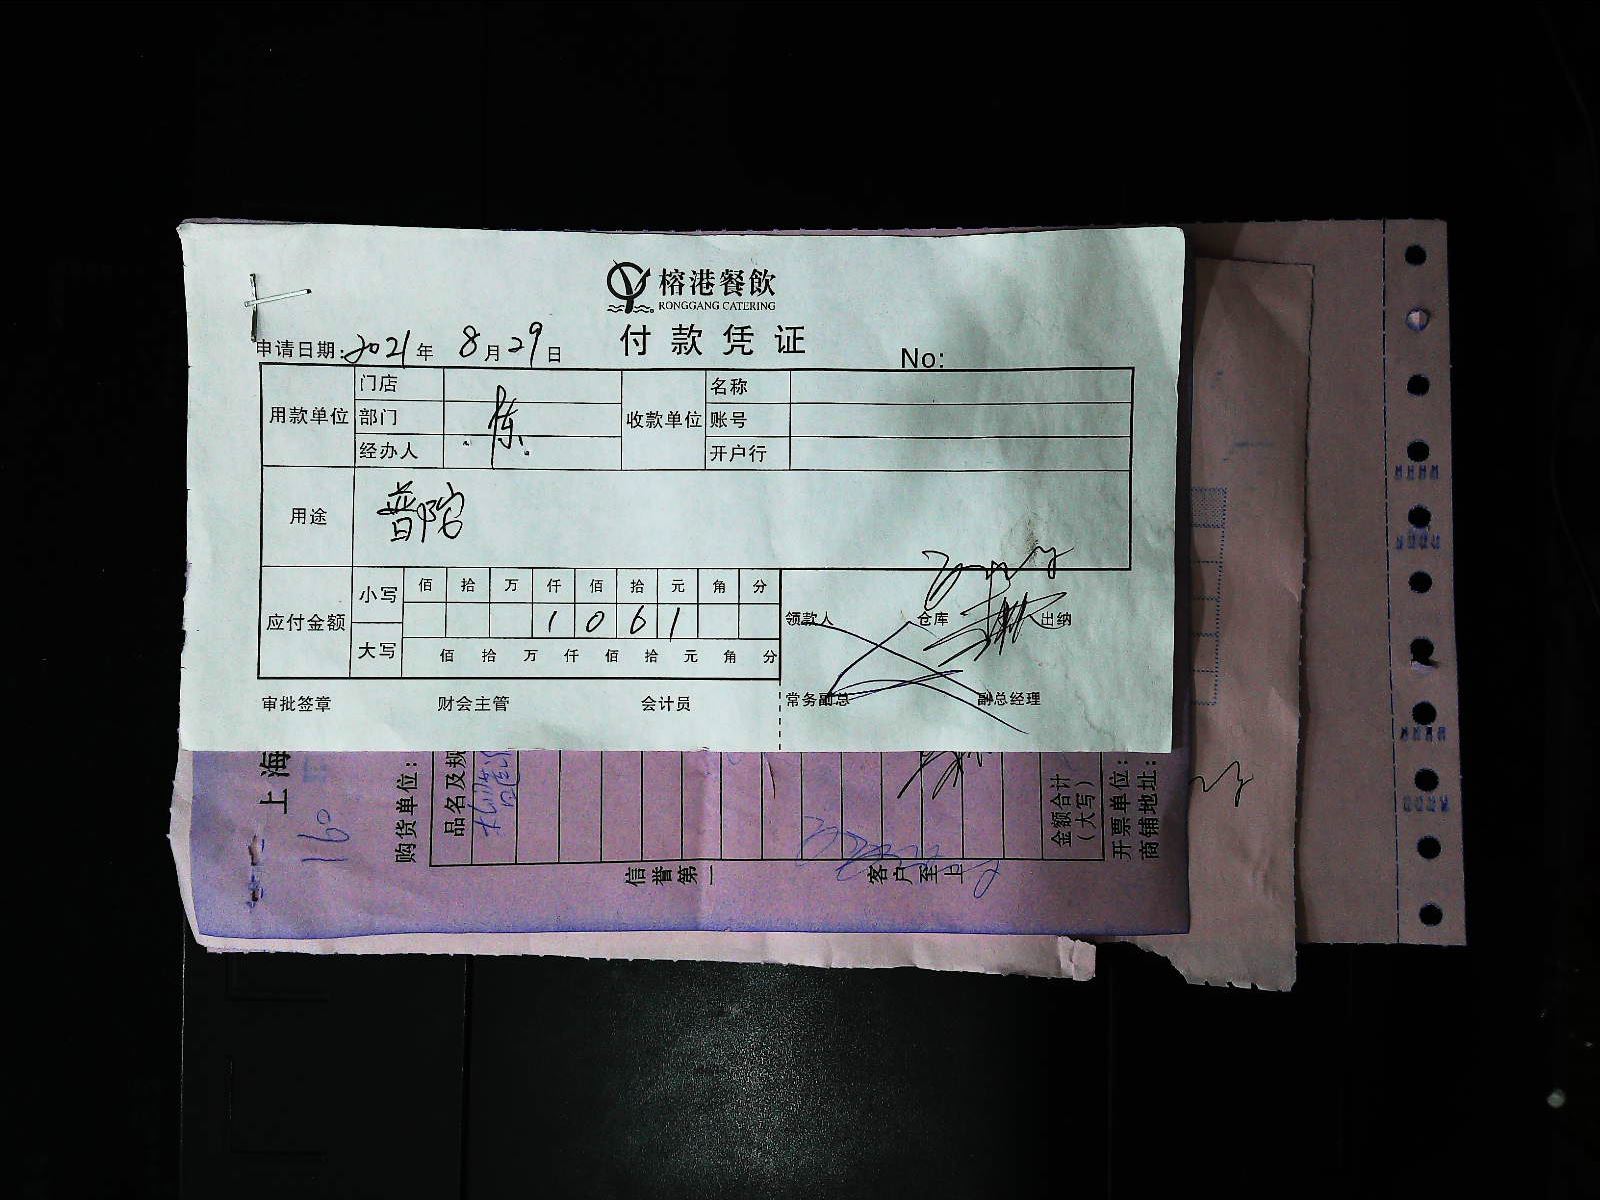 榕港餐飲
RONGGANG CATERING
付款凭证
申请日期:2021年 8月29日
No:
用款单位 门店 收款单位 名称
部门 陈 账号
经办人 开户行
用途 普陀
应付金额 小写 佰 拾 万 仟 佰 拾 元 角 分
1 0 6 1
大写 佰 拾 万 仟 佰 拾 元 角 分
领款人 仓库 出纳
常务副总 副总经理
审批签章 财会主管 会计员
上海
160
购货单位:
品名及规
信誉第一
客户至上
金额合计
(大写)
开票单位:
商铺地址: